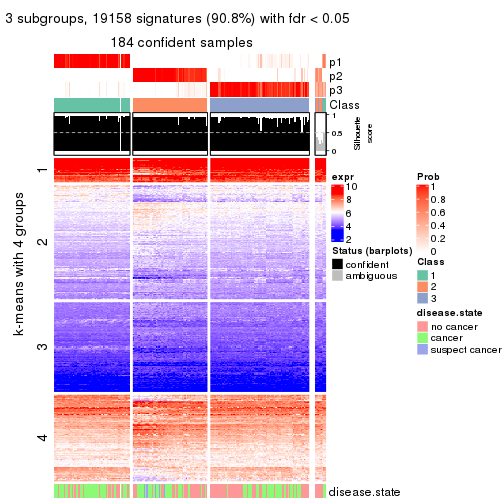 3 subgroups, 19158 signatures (90.8%) with fdr < 0.05
184 confident samples
p1
p2
p3
Class
1
0.5
0
Silhouette
score
k-means with 4 groups
1
2
3
4
expr
10
8
6
4
2
Status (barplots)
confident
ambiguous
Prob
1
0.8
0.6
0.4
0.2
0
Class
1
2
3
disease.state
no cancer
cancer
suspect cancer
disease.state